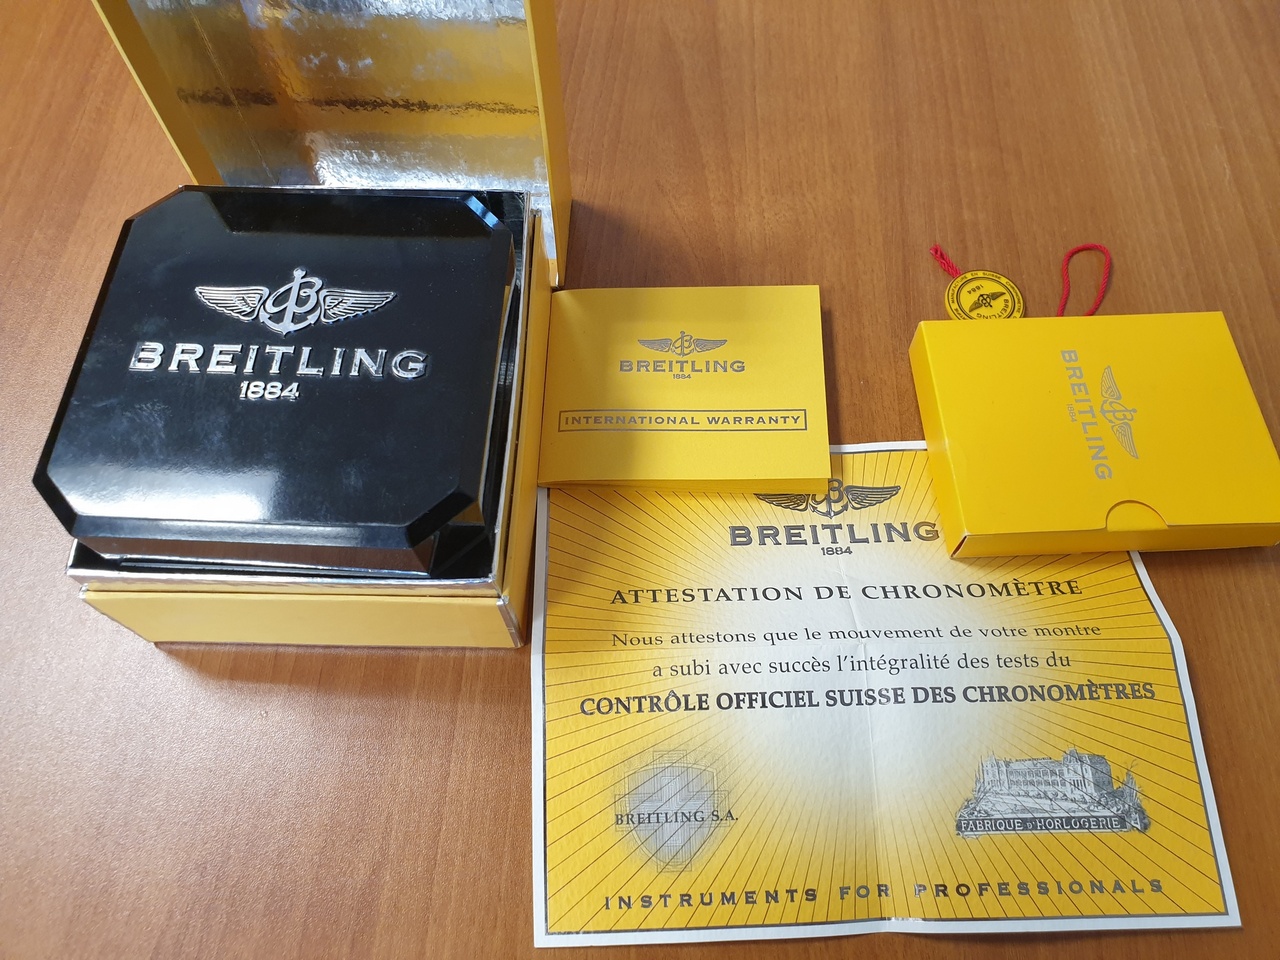 BREITLING
1884
BREITLING
1884
INTERNATIONAL WARRANTY
1884
BREITLING
BREITLING
1884
BREITLING
1884
ATTESTATION DE CHRONOMÈTRE
Nous attestons que le mouvement de votre montre
a subi avec succès l'intégralité des tests du
CONTRÔLE OFFICIEL SUISSE DES CHRONOMÈTRES
BREITLING S.A.
FABRIQUE D'HORLOGERIE
INSTRUMENTS FOR PROFESSIONALS